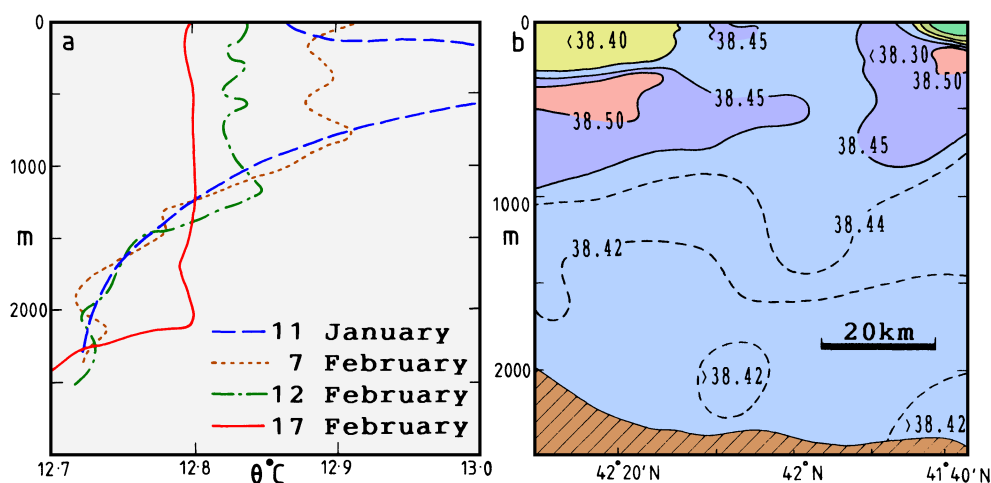 a
0
1000
m
2000
11 January
7 February
12 February
17 February
12·7
12·8
12·9
13·0
θ°C
b
0
1000
m
2000
<38.40
38.45
<38.30
38.50
38.50
38.45
38.45
38.44
38.42
20km
>38.42
>38.42
42°20'N
42°N
41°40'N